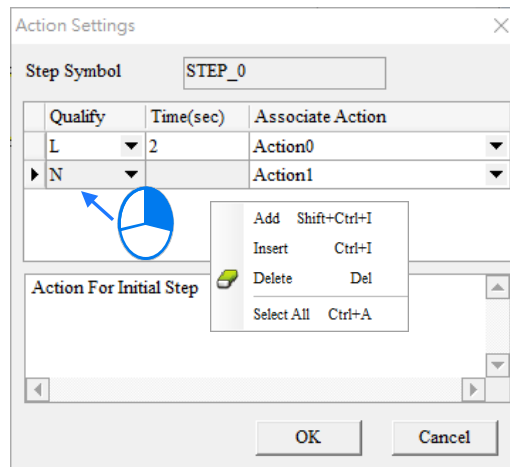 Action Settings
Step Symbol STEP_0
Qualify Time(sec) Associate Action
L 2 Action0
N Action1
Add Shift+Ctrl+I
Insert Ctrl+I
Delete Del
Select All Ctrl+A
Action For Initial Step
OK Cancel